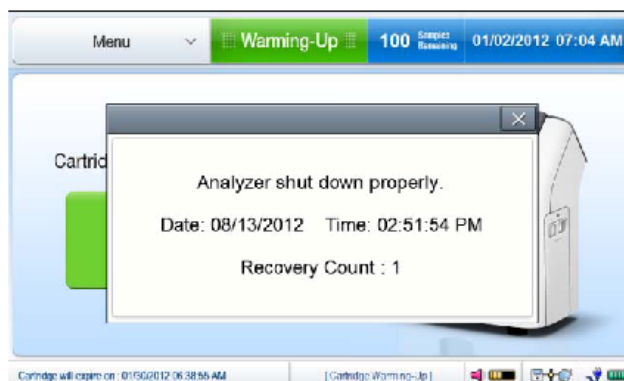 Menu
Warming-Up
100 Samples Remaining
01/02/2012 07:04 AM
Cartrid
Analyzer shut down properly.
Date: 08/13/2012 Time: 02:51:54 PM
Recovery Count : 1
Cartridge will expire on : 01/30/2012 06:38:55 AM
[ Cartridge Warming-Up ]